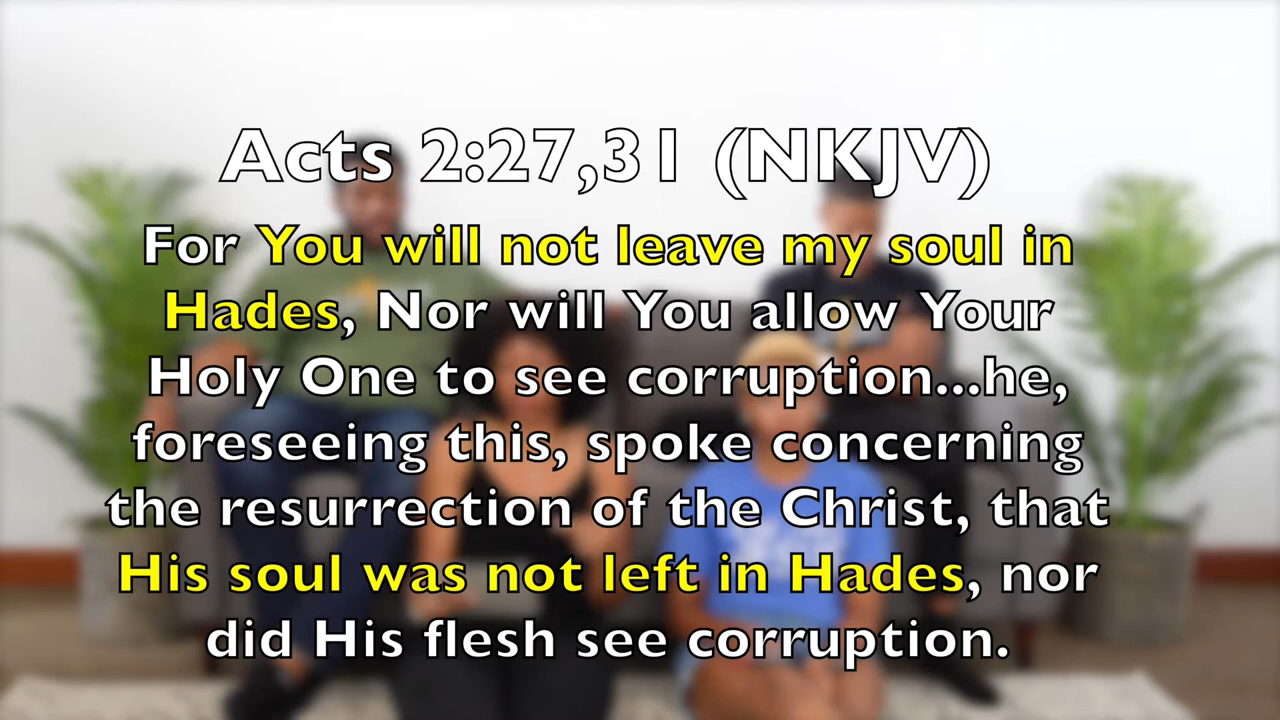 Acts 2:27,31 (NKJV)
For You will not leave my soul in
Hades, Nor will You allow Your
Holy One to see corruption...he,
foreseeing this, spoke concerning
the resurrection of the Christ, that
His soul was not left in Hades, nor
did His flesh see corruption.